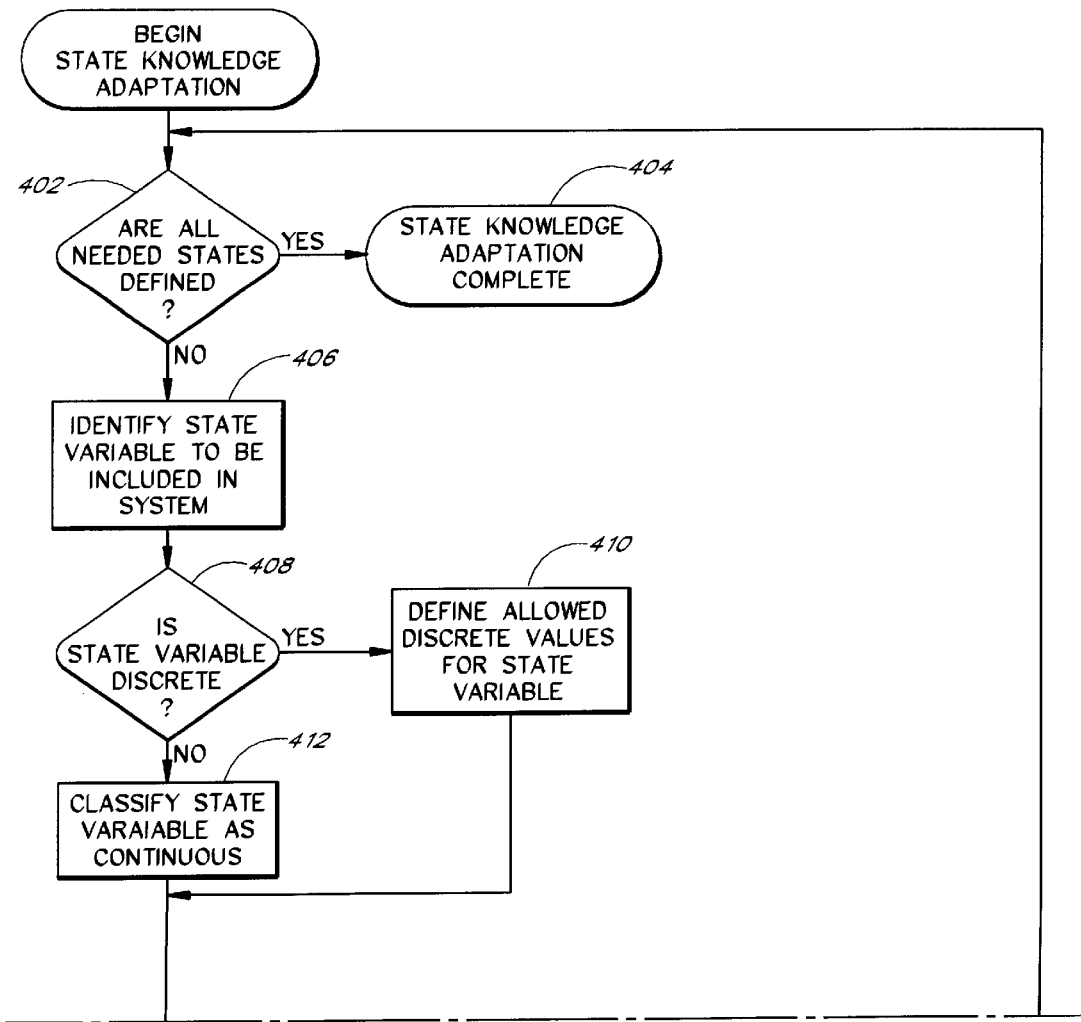 BEGIN
STATE KNOWLEDGE
ADAPTATION
402
ARE ALL
NEEDED STATES
DEFINED
?
YES
404
STATE KNOWLEDGE
ADAPTATION
COMPLETE
NO
406
IDENTIFY STATE
VARIABLE TO BE
INCLUDED IN
SYSTEM
408
IS
STATE VARIABLE
DISCRETE
?
YES
410
DEFINE ALLOWED
DISCRETE VALUES
FOR STATE
VARIABLE
NO
412
CLASSIFY STATE
VARAIABLE AS
CONTINUOUS